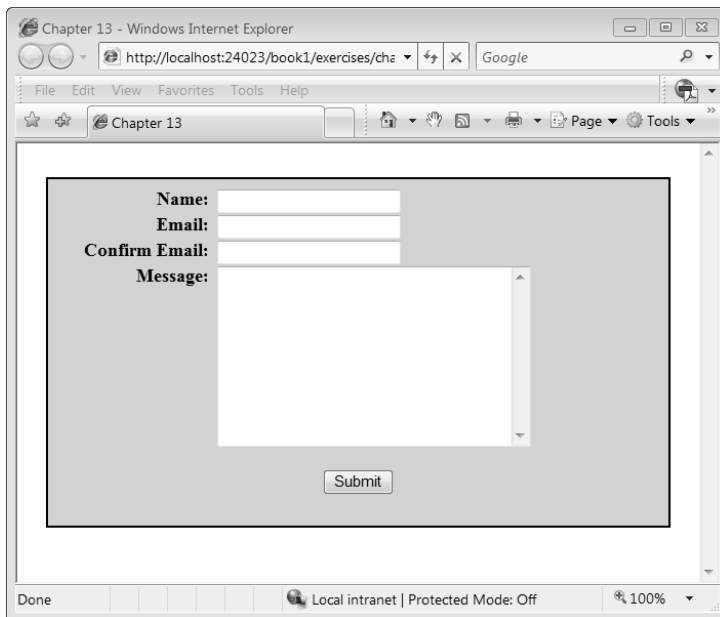 Chapter 13 - Windows Internet Explorer
http://localhost:24023/book1/exercises/cha
Google
File Edit View Favorites Tools Help
Chapter 13
Page Tools
Name:
Email:
Confirm Email:
Message:
Submit
Done
Local intranet | Protected Mode: Off
100%